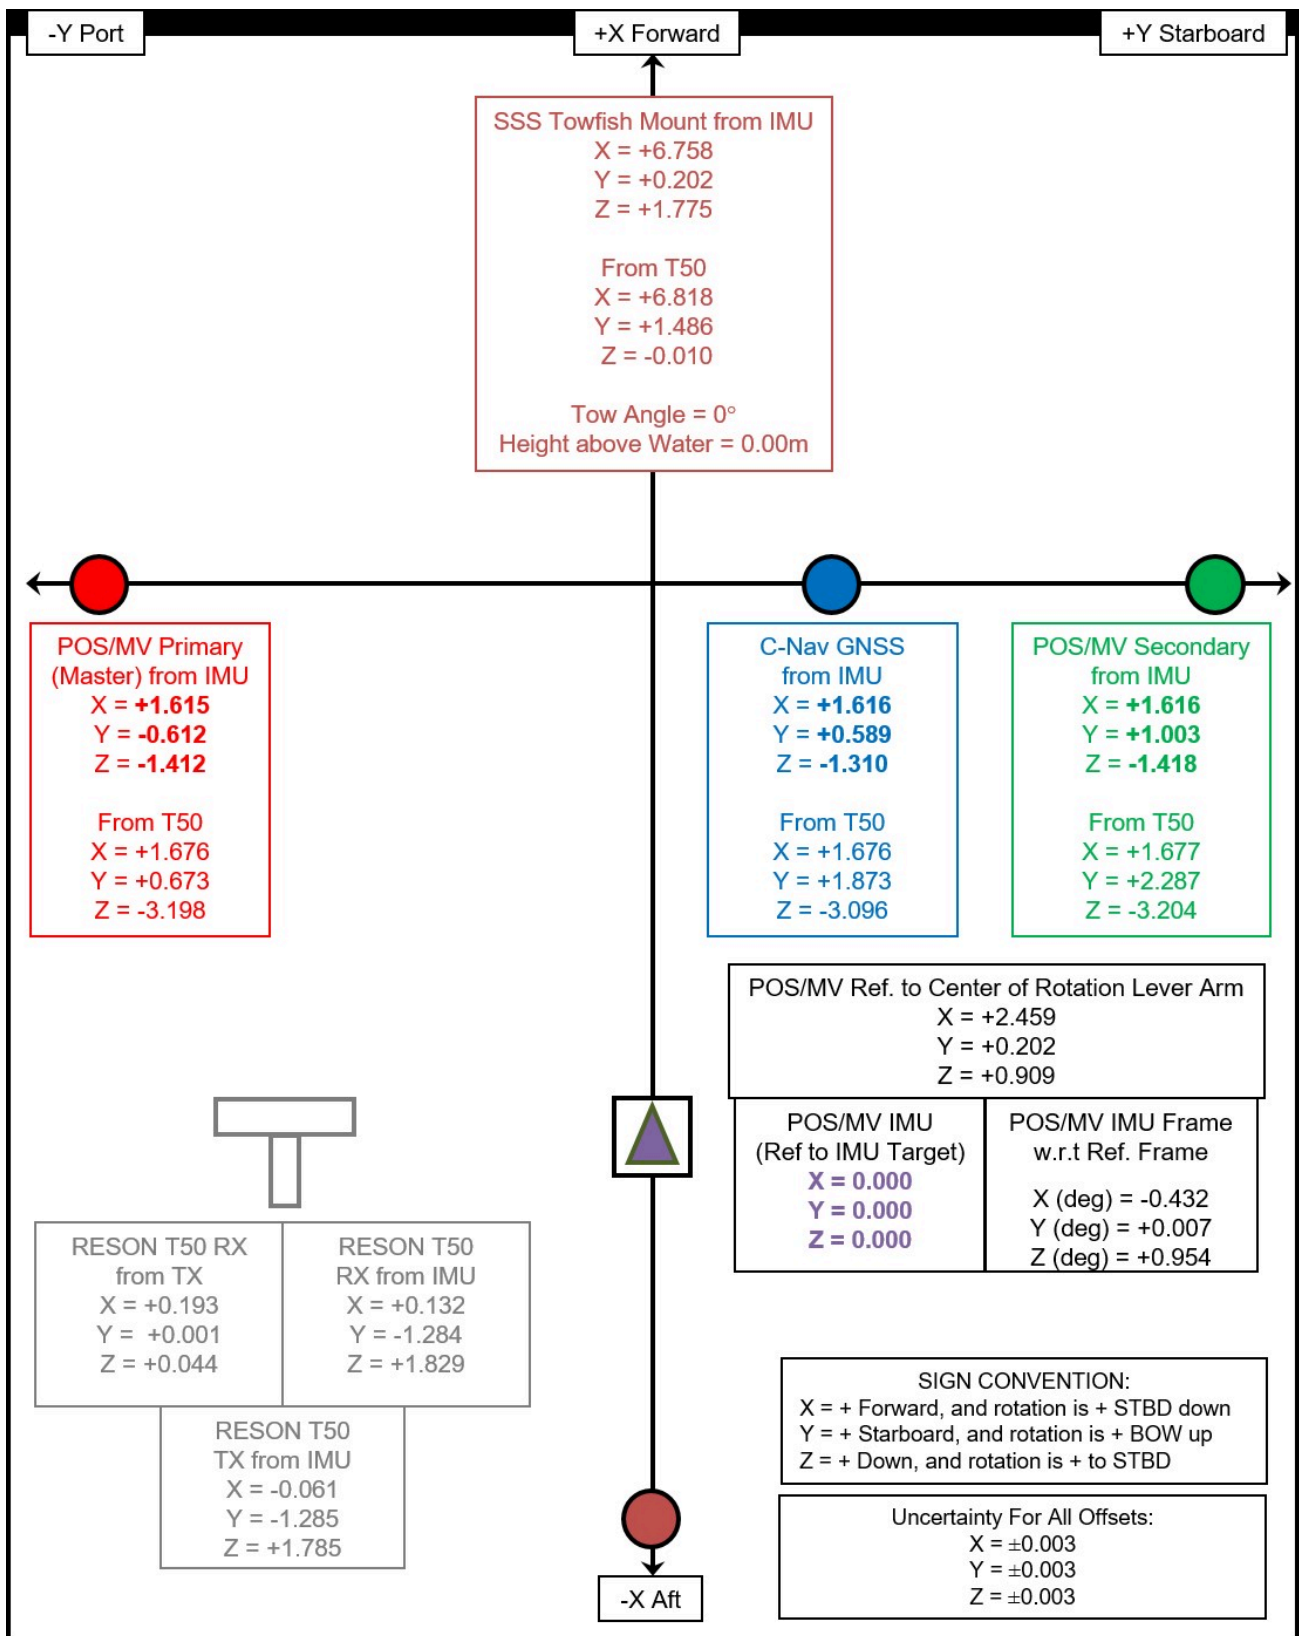 -Y Port
+X Forward
+Y Starboard
SSS Towfish Mount from IMU
X = +6.758
Y = +0.202
Z = +1.775
From T50
X = +6.818
Y = +1.486
Z = -0.010
Tow Angle = 0°
Height above Water = 0.00m
POS/MV Primary
(Master) from IMU
X = +1.615
Y = -0.612
Z = -1.412
From T50
X = +1.676
Y = +0.673
Z = -3.198
C-Nav GNSS
from IMU
X = +1.616
Y = +0.589
Z = -1.310
From T50
X = +1.676
Y = +1.873
Z = -3.096
POS/MV Secondary
from IMU
X = +1.616
Y = +1.003
Z = -1.418
From T50
X = +1.677
Y = +2.287
Z = -3.204
POS/MV Ref. to Center of Rotation Lever Arm
X = +2.459
Y = +0.202
Z = +0.909
POS/MV IMU
(Ref to IMU Target)
X = 0.000
Y = 0.000
Z = 0.000
POS/MV IMU Frame
w.r.t Ref. Frame
X (deg) = -0.432
Y (deg) = +0.007
Z (deg) = +0.954
RESON T50 RX
from TX
X = +0.193
Y = +0.001
Z = +0.044
RESON T50
RX from IMU
X = +0.132
Y = -1.284
Z = +1.829
RESON T50
TX from IMU
X = -0.061
Y = -1.285
Z = +1.785
SIGN CONVENTION:
X = + Forward, and rotation is + STBD down
Y = + Starboard, and rotation is + BOW up
Z = + Down, and rotation is + to STBD
Uncertainty For All Offsets:
X = ±0.003
Y = ±0.003
Z = ±0.003
-X Aft